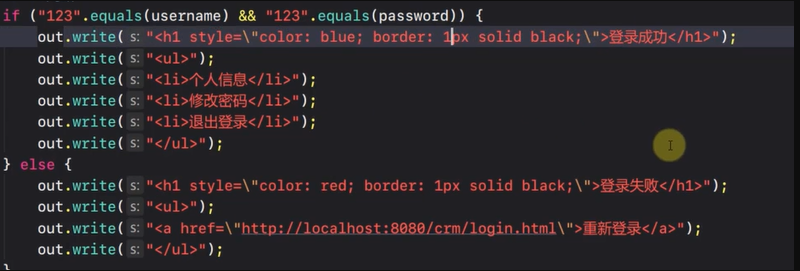 if ("123".equals(username) && "123".equals(password)) {
    out.write( s: "<h1 style=\"color: blue; border: 1px solid black;\">登录成功</h1>");
    out.write( s: "<ul>");
    out.write( s: "<li>个人信息</li>");
    out.write( s: "<li>修改密码</li>");
    out.write( s: "<li>退出登录</li>");
    out.write( s: "</ul>");
} else {
    out.write( s: "<h1 style=\"color: red; border: 1px solid black;\">登录失败</h1>");
    out.write( s: "<ul>");
    out.write( s: "<a href=\"http://localhost:8080/crm/login.html\">重新登录</a>");
    out.write( s: "</ul>");
}